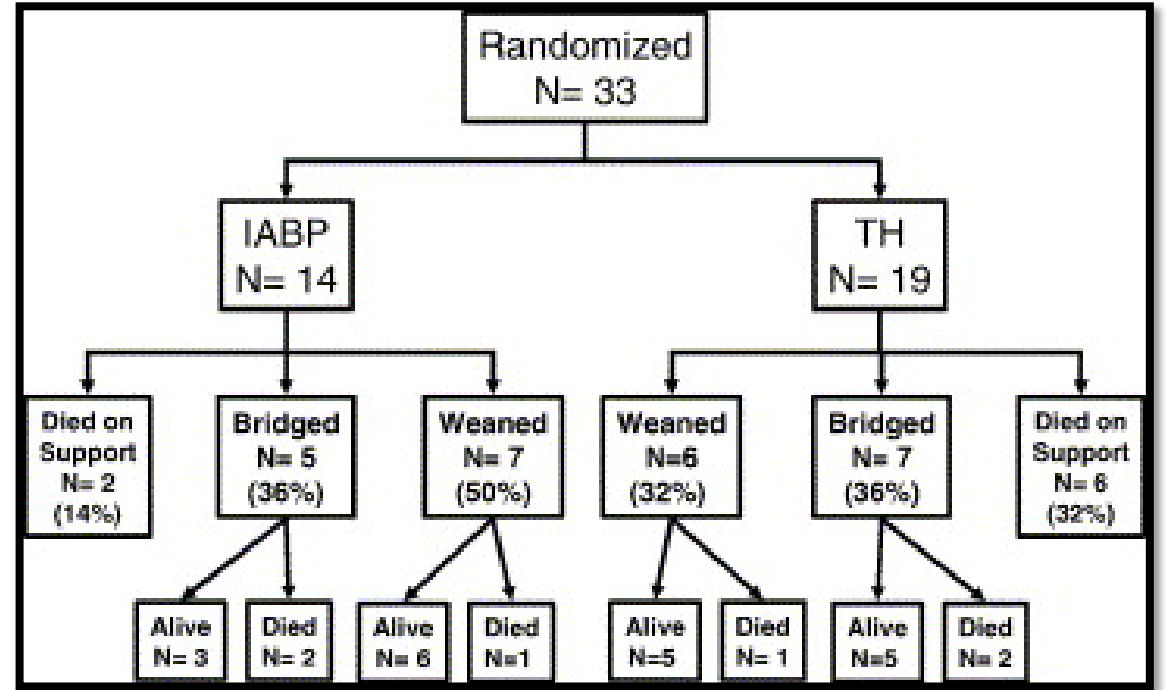 Randomized
N= 33
IABP
N= 14
TH
N= 19
Died on
Support
N= 2
(14%)
Bridged
N= 5
(36%)
Weaned
N= 7
(50%)
Weaned
N=6
(32%)
Bridged
N= 7
(36%)
Died on
Support
N= 6
(32%)
Alive
N= 3
Died
N= 2
Alive
N= 6
Died
N=1
Alive
N=5
Died
N= 1
Alive
N=5
Died
N= 2